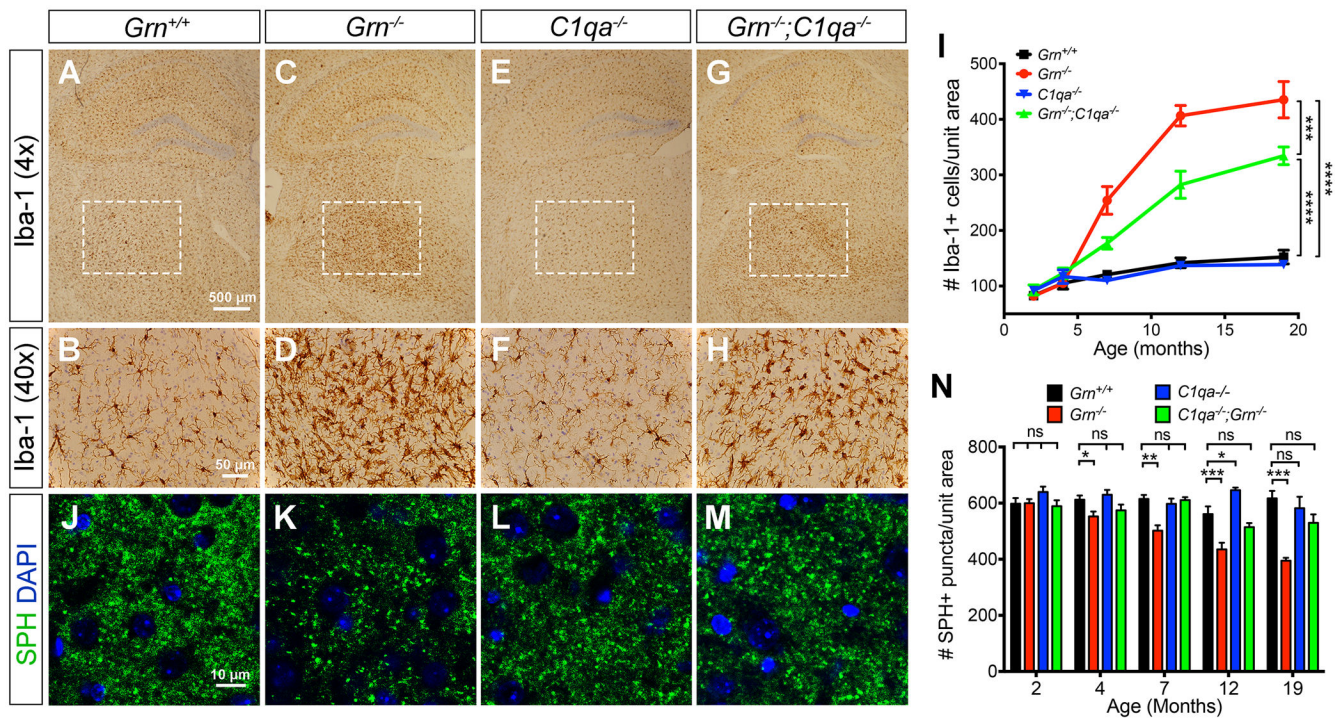 Grn+/+ Grn-/- C1qa-/- Grn-/-;C1qa-/-
Iba-1 (4x)
A C E G
500 µm
Iba-1 (40x)
B D F H
50 µm
SPH DAPI
J K L M
10 µm
I
Grn+/+
Grn-/-
C1qa-/-
Grn-/-;C1qa-/-
# Iba-1+ cells/unit area
500
400
300
200
100
0 5 10 15 20
Age (months)
***
****
****
N
Grn+/+ C1qa-/-
Grn-/- C1qa-/-;Grn-/-
# SPH+ puncta/unit area
800
600
400
200
0
ns ns ns ns ns
* ** * ns
*** ***
2 4 7 12 19
Age (Months)